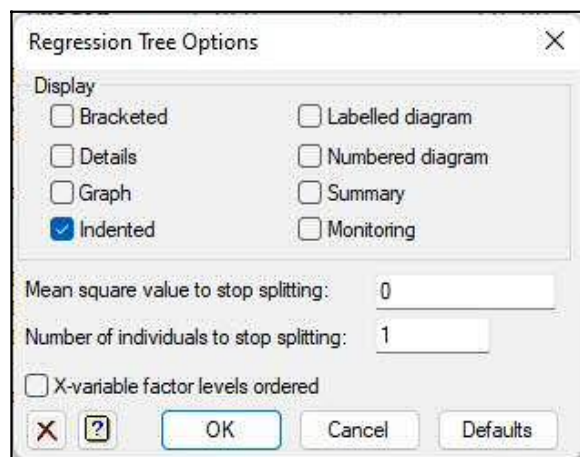 Regression Tree Options
Display
Bracketed
Labelled diagram
Details
Numbered diagram
Graph
Summary
Indented
Monitoring
Mean square value to stop splitting: 0
Number of individuals to stop splitting: 1
X-variable factor levels ordered
OK Cancel Defaults